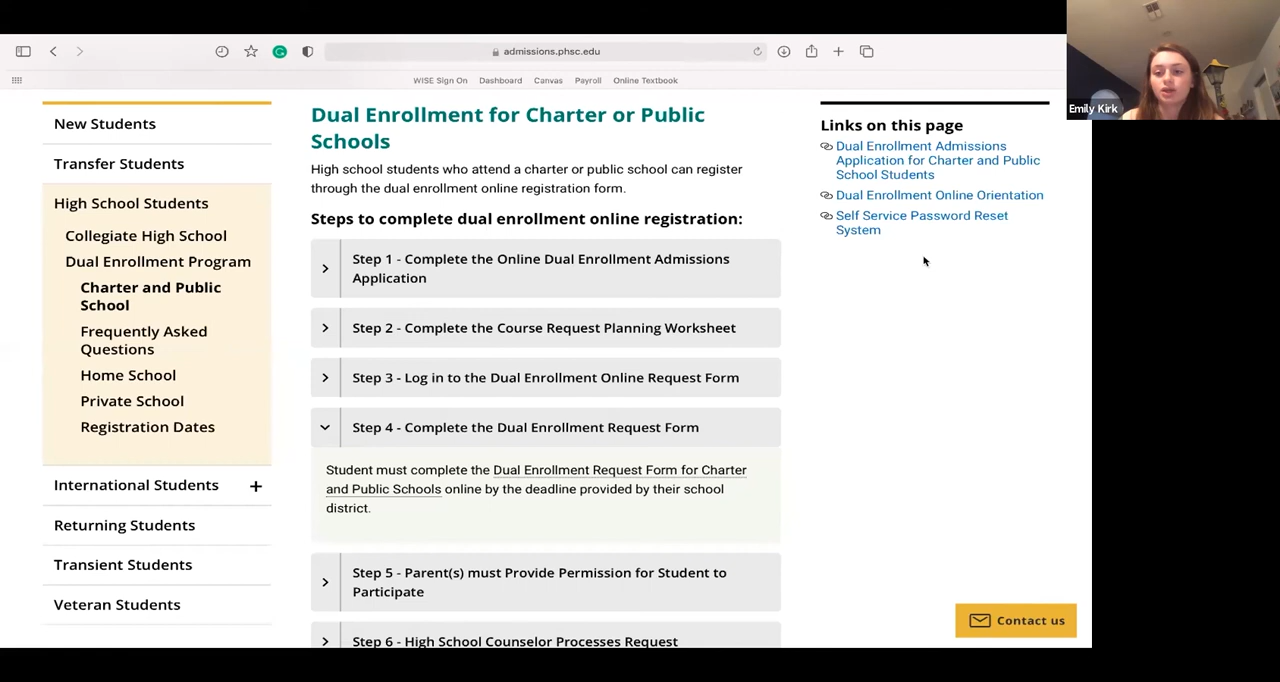 admissions.phsc.edu
WISE Sign On
Dashboard
Canvas
Payroll
Online Textbook
Emily Kirk
New Students
Transfer Students
High School Students
Collegiate High School
Dual Enrollment Program
Charter and Public
School
Frequently Asked
Questions
Home School
Private School
Registration Dates
International Students
Returning Students
Transient Students
Veteran Students
Dual Enrollment for Charter or Public
Schools
High school students who attend a charter or public school can register
through the dual enrollment online registration form.
Steps to complete dual enrollment online registration:
Step 1 - Complete the Online Dual Enrollment Admissions
Application
Step 2 - Complete the Course Request Planning Worksheet
Step 3 - Log in to the Dual Enrollment Online Request Form
Step 4 - Complete the Dual Enrollment Request Form
Student must complete the Dual Enrollment Request Form for Charter
and Public Schools online by the deadline provided by their school
district.
Step 5 - Parent(s) must Provide Permission for Student to
Participate
Step 6 - High School Counselor Processes Request
Links on this page
Dual Enrollment Admissions
Application for Charter and Public
School Students
Dual Enrollment Online Orientation
Self Service Password Reset
System
Contact us